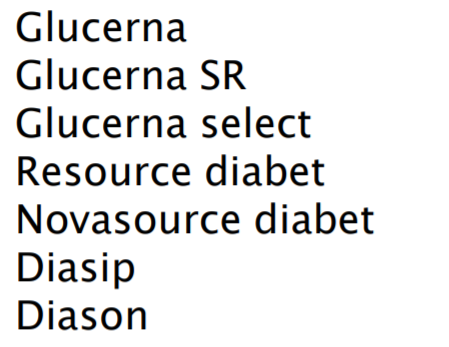 Glucerna
Glucerna SR
Glucerna select
Resource diabet
Novasource diabet
Diasip
Diason